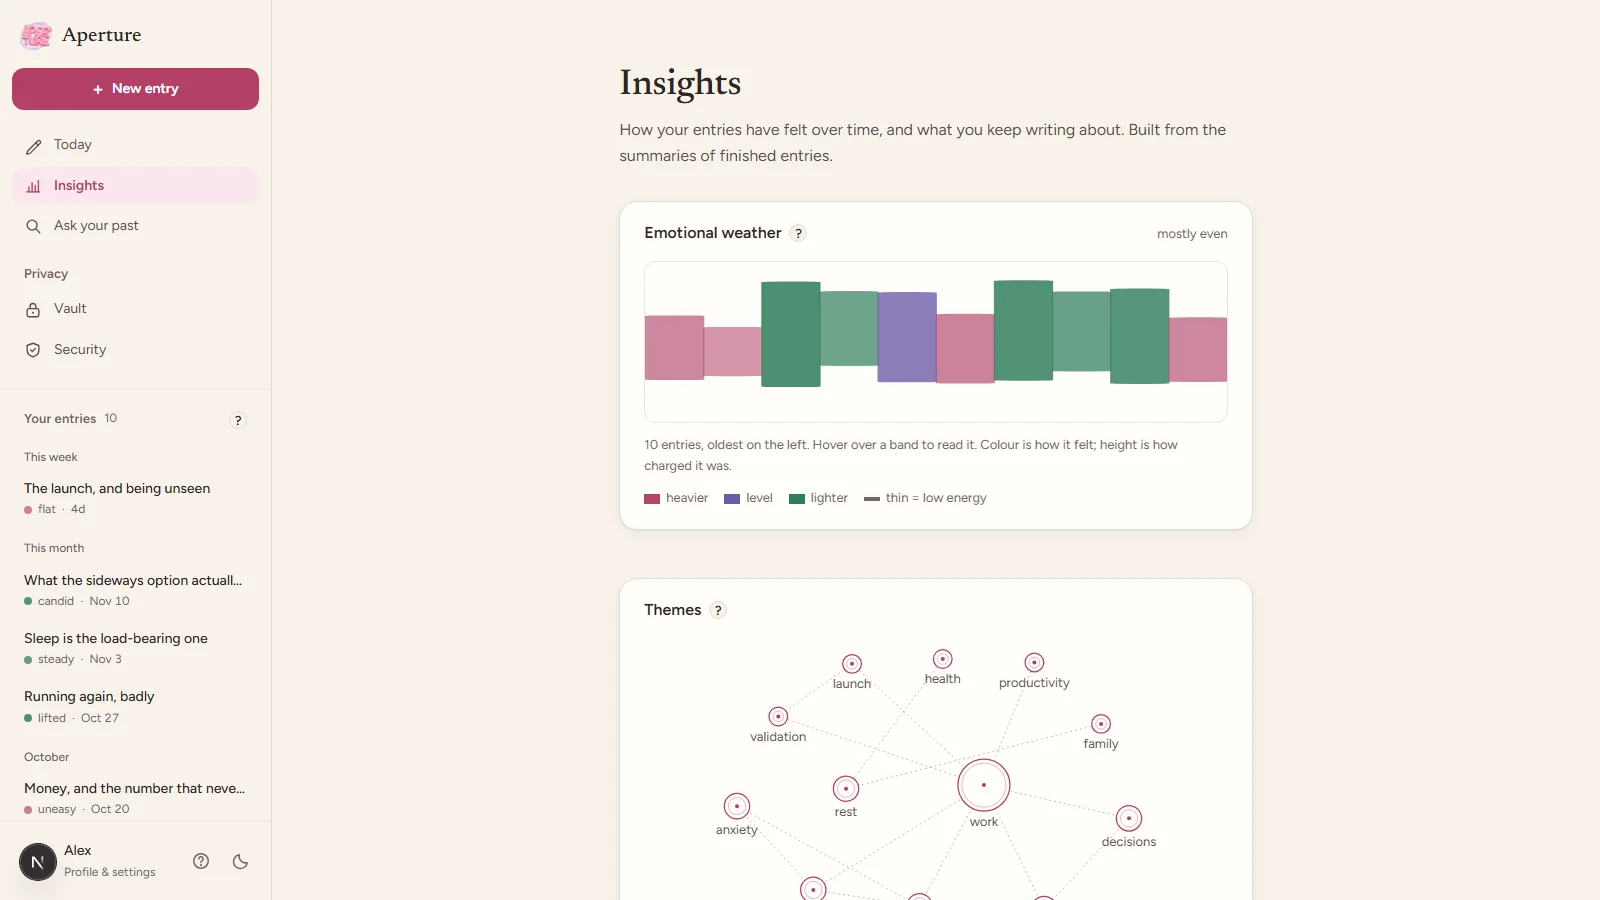 Aperture
+ New entry
Today
Insights
Ask your past
Privacy
Vault
Security
Your entries 10 ?
This week
The launch, and being unseen
flat · 4d
This month
What the sideways option actuall...
candid · Nov 10
Sleep is the load-bearing one
steady · Nov 3
Running again, badly
lifted · Oct 27
October
Money, and the number that neve...
uneasy · Oct 20
N
Alex
Profile & settings
Insights
How your entries have felt over time, and what you keep writing about. Built from the
summaries of finished entries.
Emotional weather ?
mostly even
10 entries, oldest on the left. Hover over a band to read it. Colour is how it felt; height is how
charged it was.
heavier level lighter thin = low energy
Themes ?
launch
health
productivity
validation
family
rest
work
anxiety
decisions